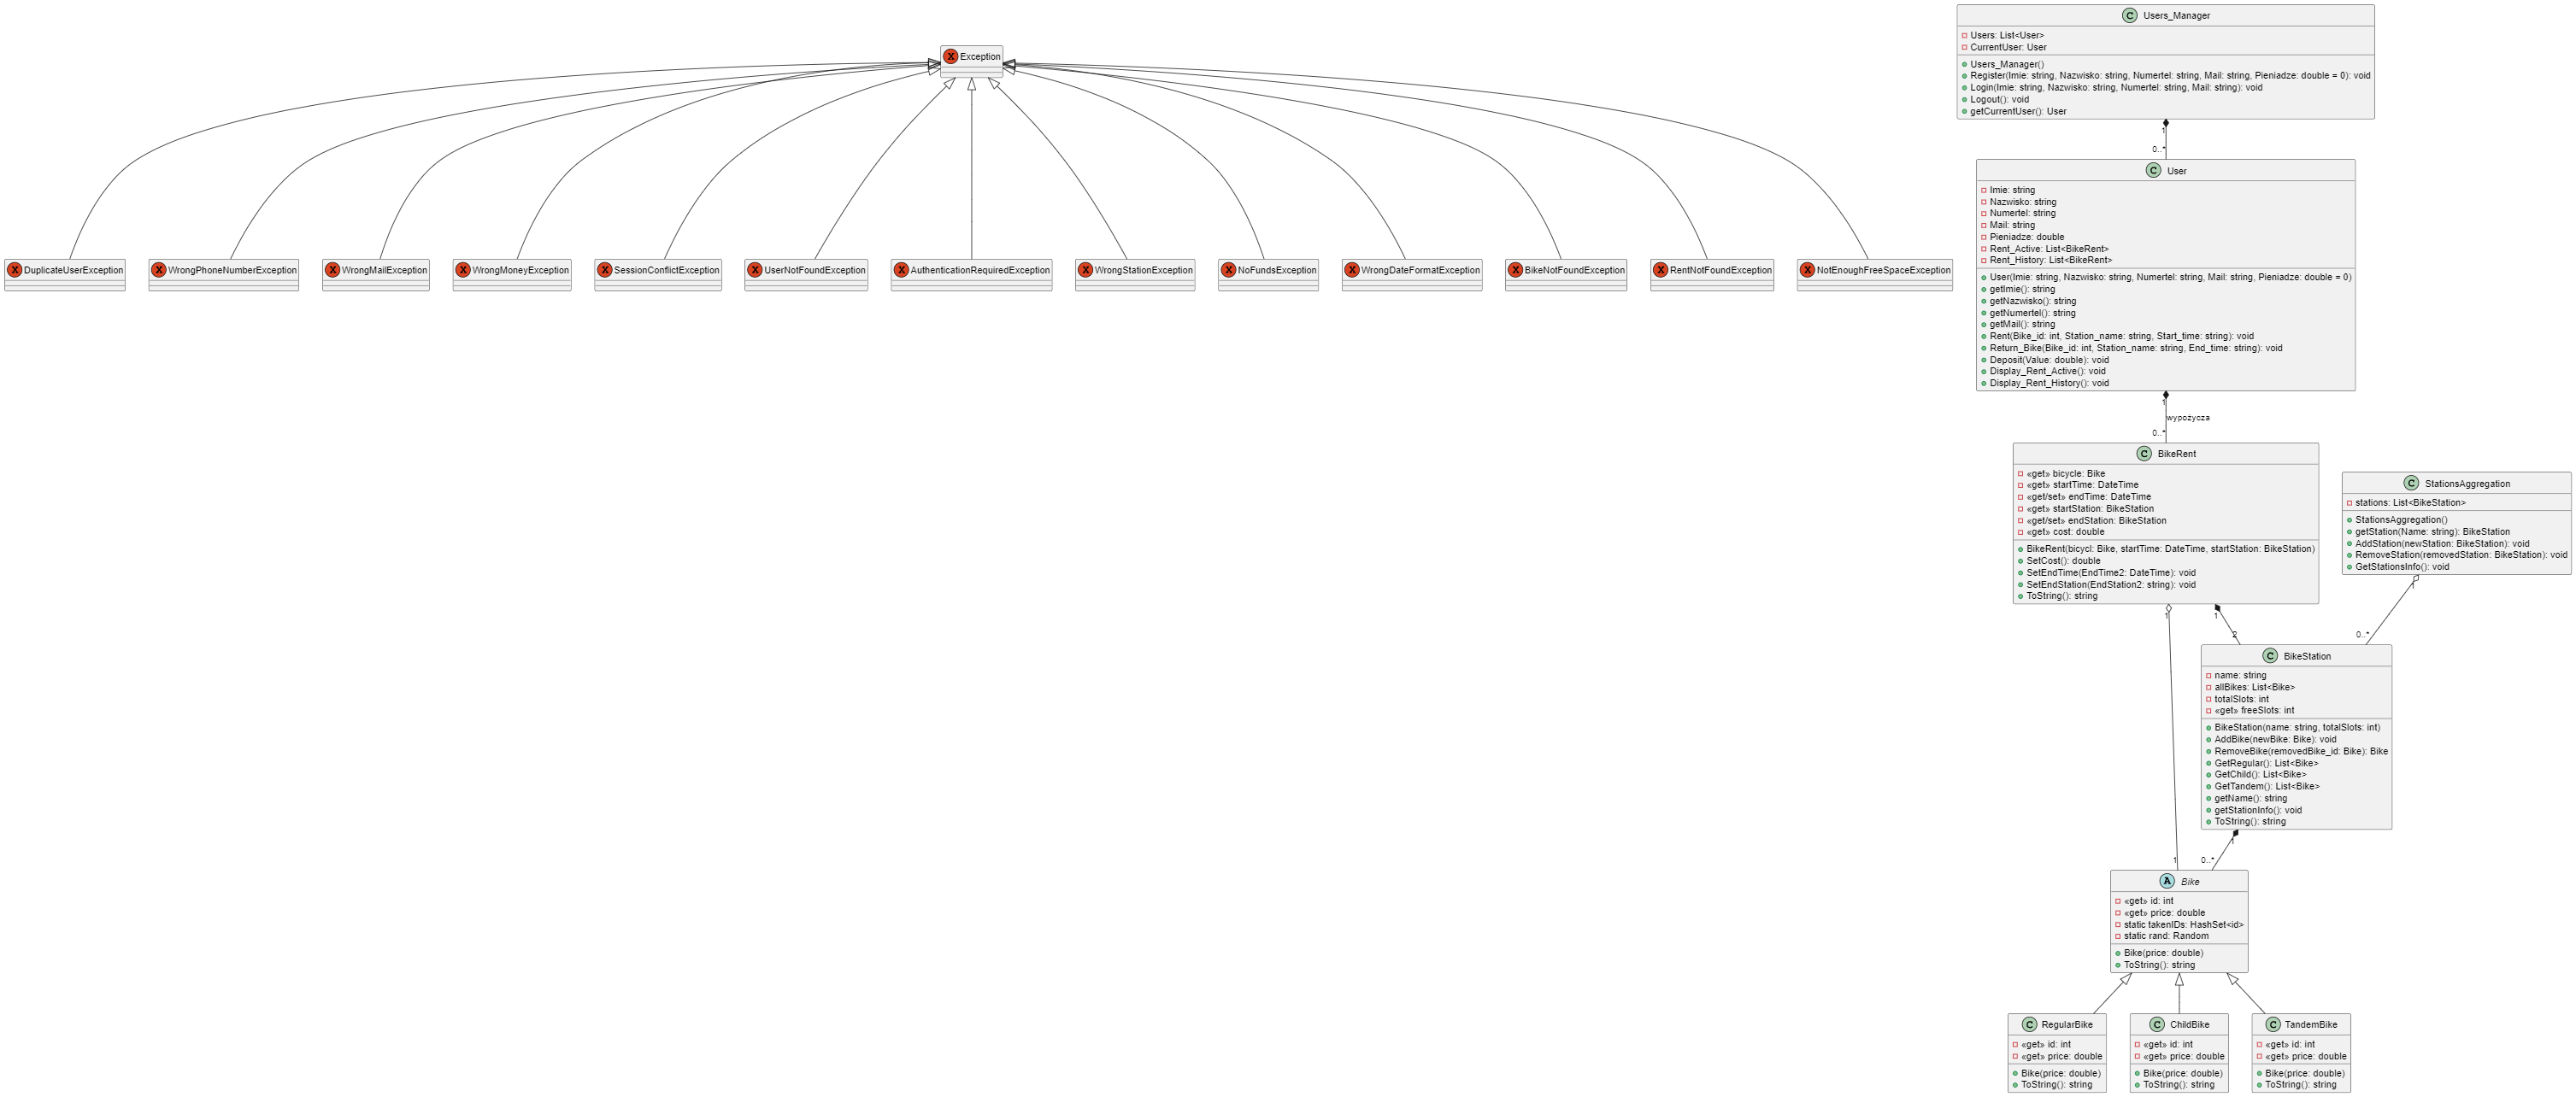 Exception
DuplicateUserException
WrongPhoneNumberException
WrongMailException
WrongMoneyException
SessionConflictException
UserNotFoundException
AuthenticationRequiredException
WrongStationException
NoFundsException
WrongDateFormatException
BikeNotFoundException
RentNotFoundException
NotEnoughFreeSpaceException
Users_Manager
Users: List<User>
CurrentUser: User
Users_Manager()
Register(Imie: string, Nazwisko: string, Numertel: string, Mail: string, Pieniadze: double = 0): void
Login(Imie: string, Nazwisko: string, Numertel: string, Mail: string): void
Logout(): void
getCurrentUser(): User
1
0..*
User
Imie: string
Nazwisko: string
Numertel: string
Mail: string
Pieniadze: double
Rent_Active: List<BikeRent>
Rent_History: List<BikeRent>
User(Imie: string, Nazwisko: string, Numertel: string, Mail: string, Pieniadze: double = 0)
getImie(): string
getNazwisko(): string
getNumertel(): string
getMail(): string
Rent(Bike_id: int, Station_name: string, Start_time: string): void
Return_Bike(Bike_id: int, Station_name: string, End_time: string): void
Deposit(Value: double): void
Display_Rent_Active(): void
Display_Rent_History(): void
1
wypożycza
0..*
BikeRent
«get» bicycle: Bike
«get» startTime: DateTime
«get/set» endTime: DateTime
«get» startStation: BikeStation
«get/set» endStation: BikeStation
«get» cost: double
BikeRent(bicycl: Bike, startTime: DateTime, startStation: BikeStation)
SetCost(): double
SetEndTime(EndTime2: DateTime): void
SetEndStation(EndStation2: string): void
ToString(): string
StationsAggregation
stations: List<BikeStation>
StationsAggregation()
getStation(Name: string): BikeStation
AddStation(newStation: BikeStation): void
RemoveStation(removedStation: BikeStation): void
GetStationsInfo(): void
1
1
1
2
0..*
BikeStation
name: string
allBikes: List<Bike>
totalSlots: int
«get» freeSlots: int
BikeStation(name: string, totalSlots: int)
AddBike(newBike: Bike): void
RemoveBike(removedBike_id: Bike): Bike
GetRegular(): List<Bike>
GetChild(): List<Bike>
GetTandem(): List<Bike>
getName(): string
getStationInfo(): void
ToString(): string
1
1
0..*
Bike
«get» id: int
«get» price: double
static takenIDs: HashSet<id>
static rand: Random
Bike(price: double)
ToString(): string
RegularBike
«get» id: int
«get» price: double
Bike(price: double)
ToString(): string
ChildBike
«get» id: int
«get» price: double
Bike(price: double)
ToString(): string
TandemBike
«get» id: int
«get» price: double
Bike(price: double)
ToString(): string